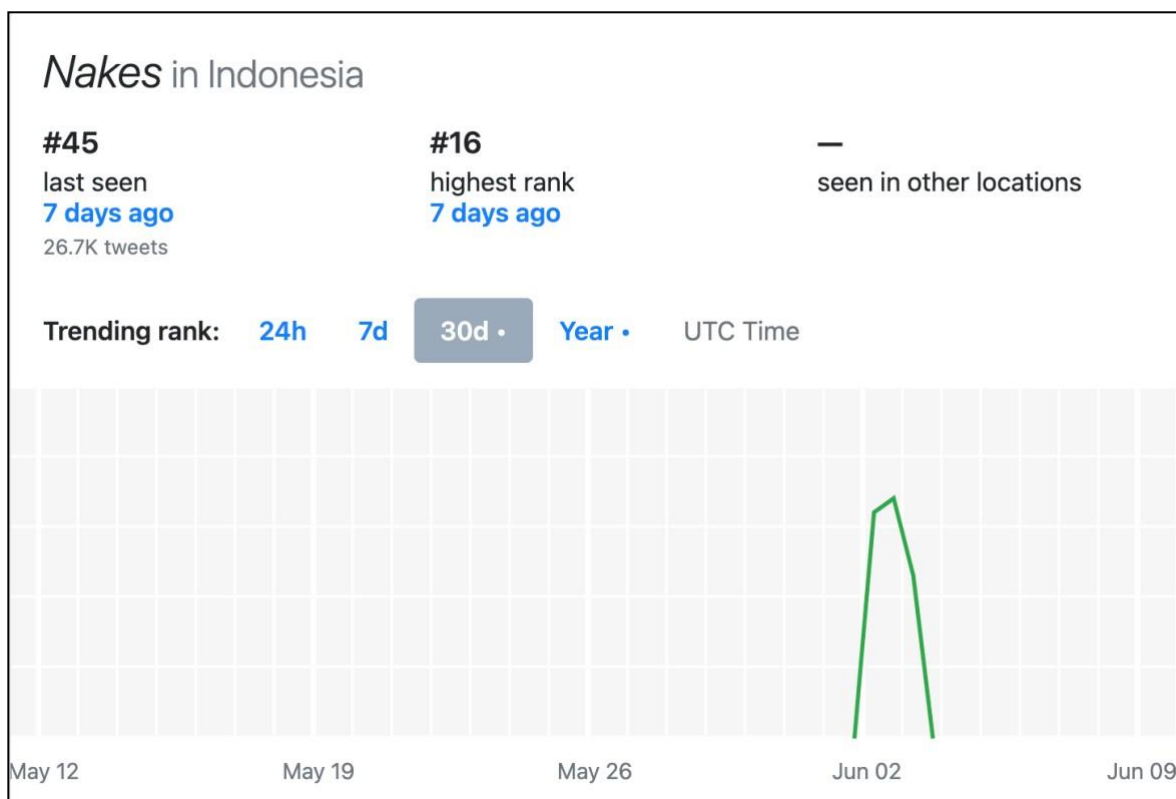 Nakes in Indonesia
#45
last seen
7 days ago
26.7K tweets
#16
highest rank
7 days ago
—
seen in other locations
Trending rank: 24h 7d 30d • Year • UTC Time
May 12 May 19 May 26 Jun 02 Jun 09